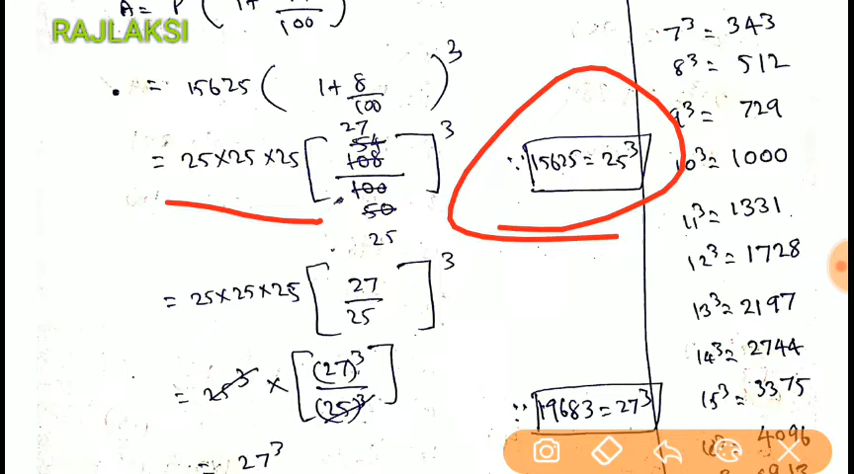 A = P ( 1 +
100 )
RAJLAKSI
. = 15625 ( 1 + 8/100 )^3
= 25×25×25 [ 27 54 108 / 100 50 25 ]^3
∵ 15625 = 25^3
= 25×25×25 [ 27/25 ]^3
= 25^3 × [ (27)^3 / (25)^3 ]
∵ 19683 = 27^3
= 27^3
7^3 = 343
8^3 = 512
9^3 = 729
10^3 = 1000
11^3 = 1331
12^3 = 1728
13^3 = 2197
14^3 = 2744
15^3 = 3375
4096